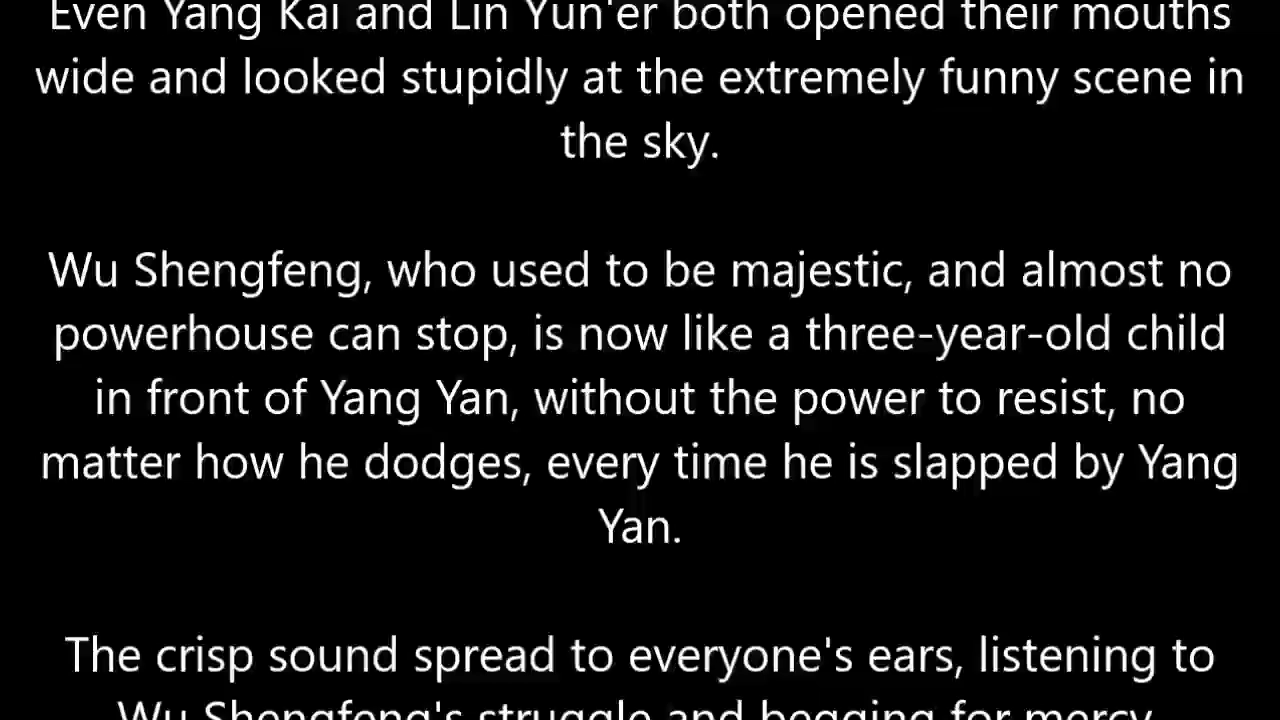 Even Yang Kai and Lin Yun'er both opened their mouths
wide and looked stupidly at the extremely funny scene in
the sky.
Wu Shengfeng, who used to be majestic, and almost no
powerhouse can stop, is now like a three-year-old child
in front of Yang Yan, without the power to resist, no
matter how he dodges, every time he is slapped by Yang
Yan.
The crisp sound spread to everyone's ears, listening to
Wu Shengfeng's struggle and begging for mercy